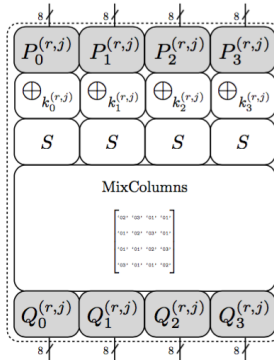 8 8 8 8
P_0^{(r,j)} P_1^{(r,j)} P_2^{(r,j)} P_3^{(r,j)}
⊕_{k_0^{(r,j)}} ⊕_{k_1^{(r,j)}} ⊕_{k_2^{(r,j)}} ⊕_{k_3^{(r,j)}}
S S S S
MixColumns
'02' '03' '01' '01'
'01' '02' '03' '01'
'01' '01' '02' '03'
'03' '01' '01' '02'
Q_0^{(r,j)} Q_1^{(r,j)} Q_2^{(r,j)} Q_3^{(r,j)}
8 8 8 8